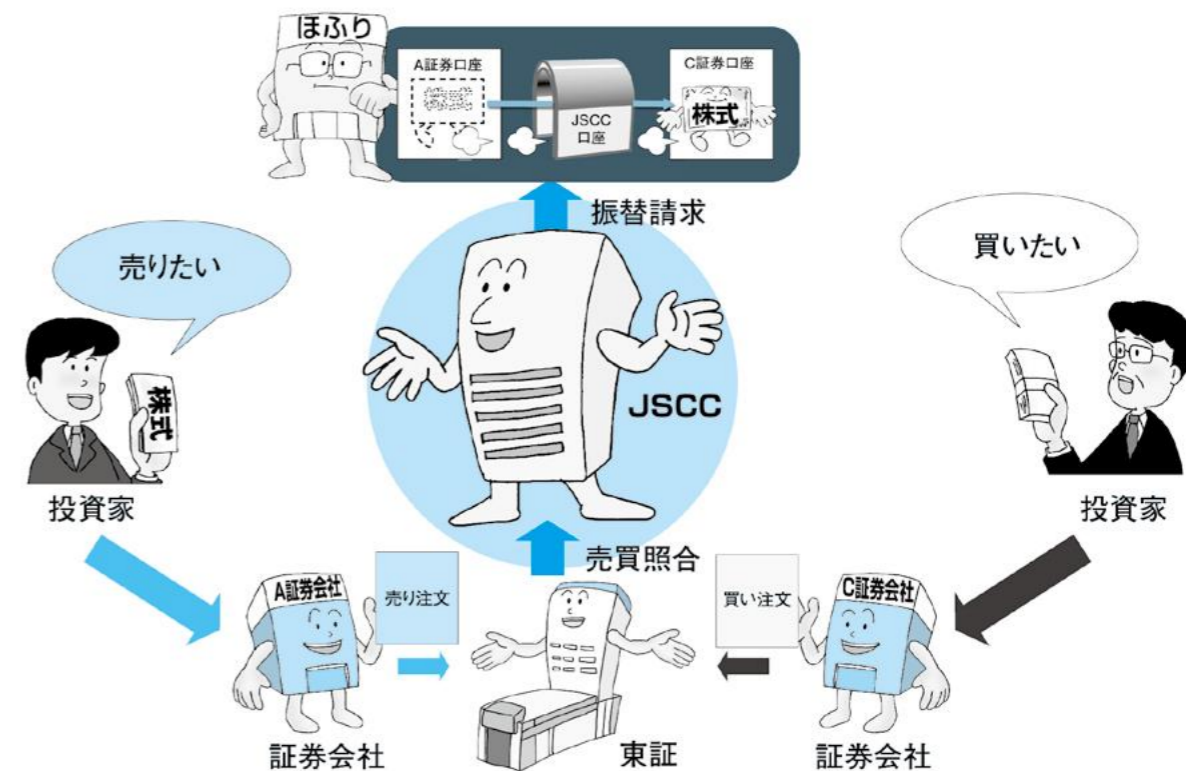 ほふり
A証券口座
株式
JSCC
口座
C証券口座
株式
振替請求
売りたい
買いたい
株式
JSCC
投資家
投資家
売買照合
A証券会社
売り注文
買い注文
C証券会社
証券会社
東証
証券会社